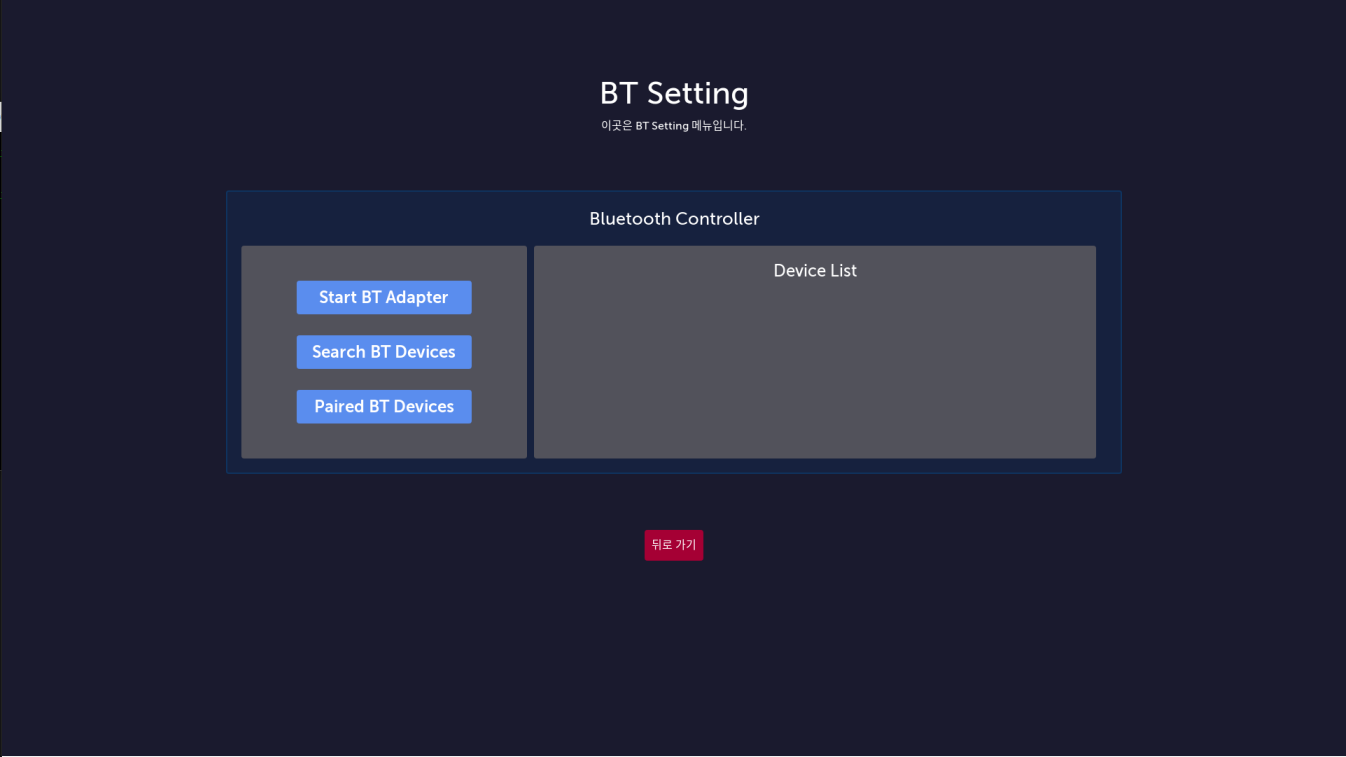 BT Setting
이곳은 BT Setting 메뉴입니다.
Bluetooth Controller
Start BT Adapter
Search BT Devices
Paired BT Devices
Device List
뒤로 가기